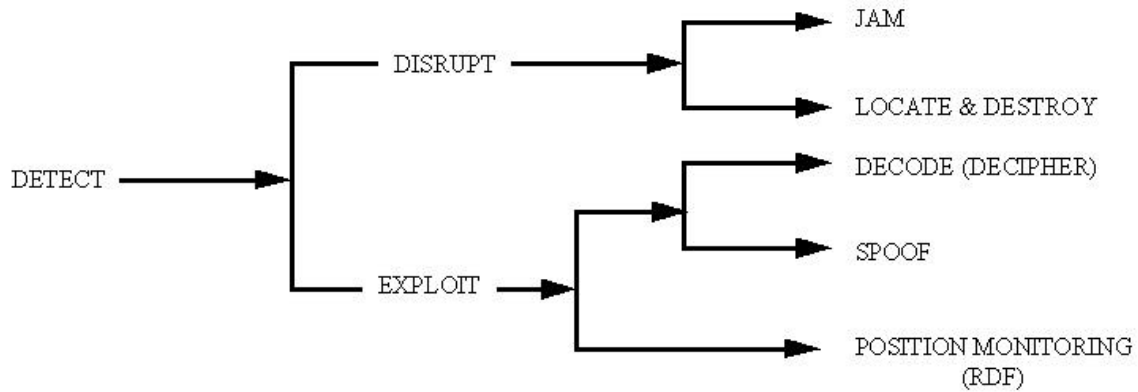 JAM
DISRUPT
LOCATE & DESTROY
DETECT
DECODE (DECIPHER)
SPOOF
EXPLOIT
POSITION MONITORING
(RDF)